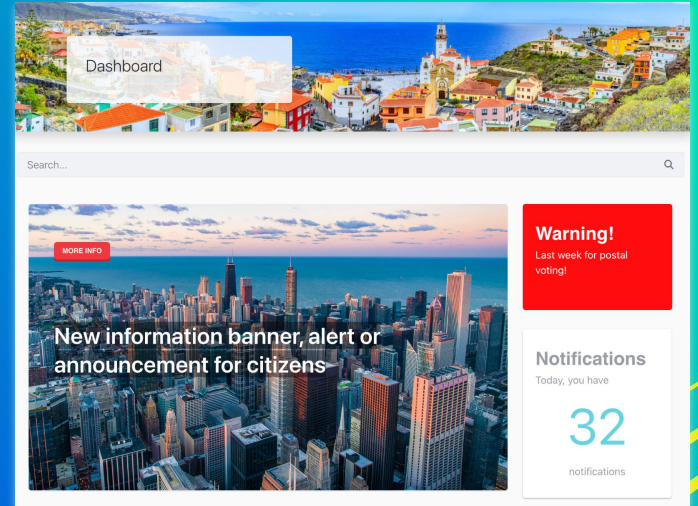 Dashboard
Search...
MORE INFO
New information banner, alert or
announcement for citizens
Warning!
Last week for postal
voting!
Notifications
Today, you have
32
notifications